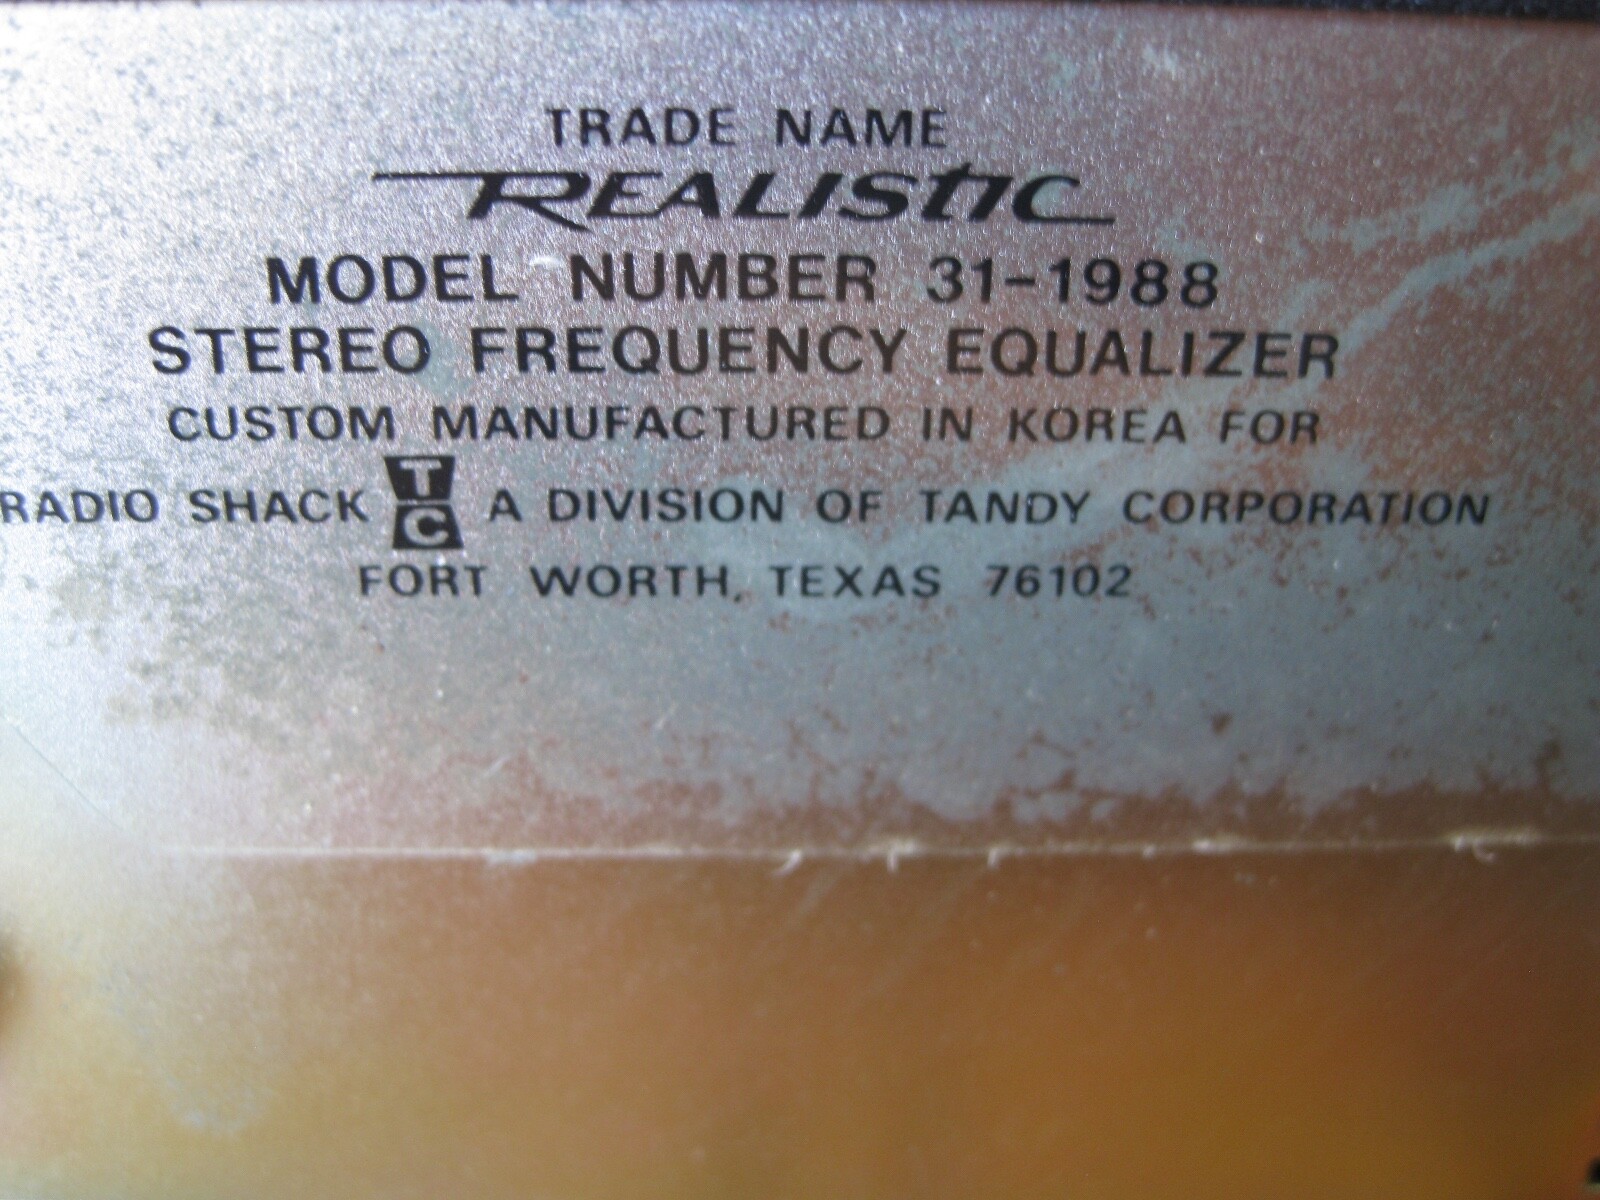 TRADE NAME
REALISTIC
MODEL NUMBER 31-1988
STEREO FREQUENCY EQUALIZER
CUSTOM MANUFACTURED IN KOREA FOR
RADIO SHACK TC A DIVISION OF TANDY CORPORATION
FORT WORTH, TEXAS 76102